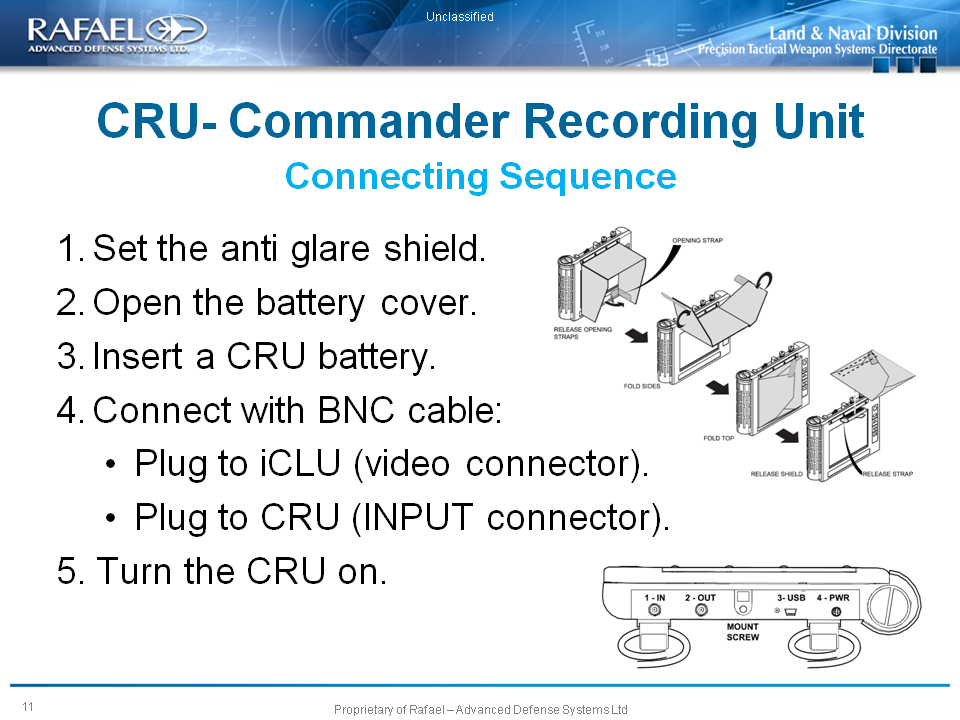 Unclassified
RAFAEL
ADVANCED DEFENSE SYSTEMS LTD.
Land & Naval Division
Precision Tactical Weapon Systems Directorate
CRU- Commander Recording Unit
Connecting Sequence
1. Set the anti glare shield.
2. Open the battery cover.
3. Insert a CRU battery.
4. Connect with BNC cable:
• Plug to iCLU (video connector).
• Plug to CRU (INPUT connector).
5. Turn the CRU on.
OPENING STRAP
RELEASE OPENING
STRAPS
FOLD SIDES
FOLD TOP
RELEASE SHIELD
RELEASE STRAP
1 - IN
2 - OUT
3- USB
4 - PWR
MOUNT
SCREW
11
Proprietary of Rafael – Advanced Defense Systems Ltd